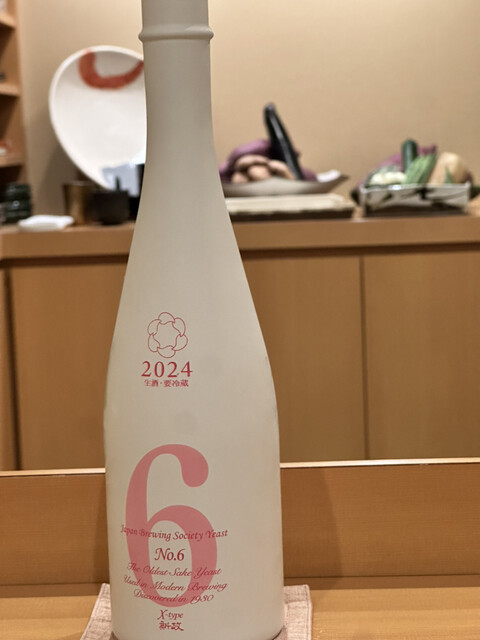 2024
生酒・要冷蔵
6
Japan Brewing Society Yeast
No.6
The Oldest Sake Yeast
Used in Modern Brewing
Discovered in 1930
X-type
新政